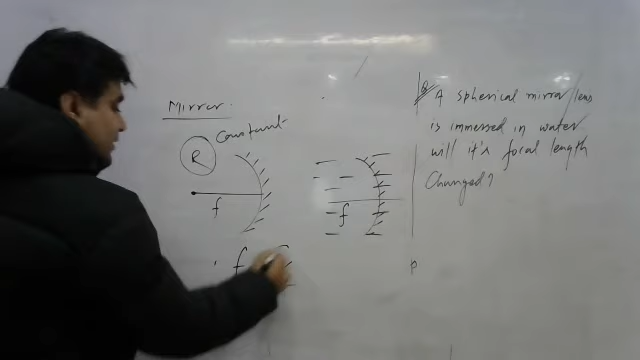 Mirror.
Constant
R
f
f
f
Q A spherical mirror/lens
is immersed in water
will it's focal length
Changed?
P